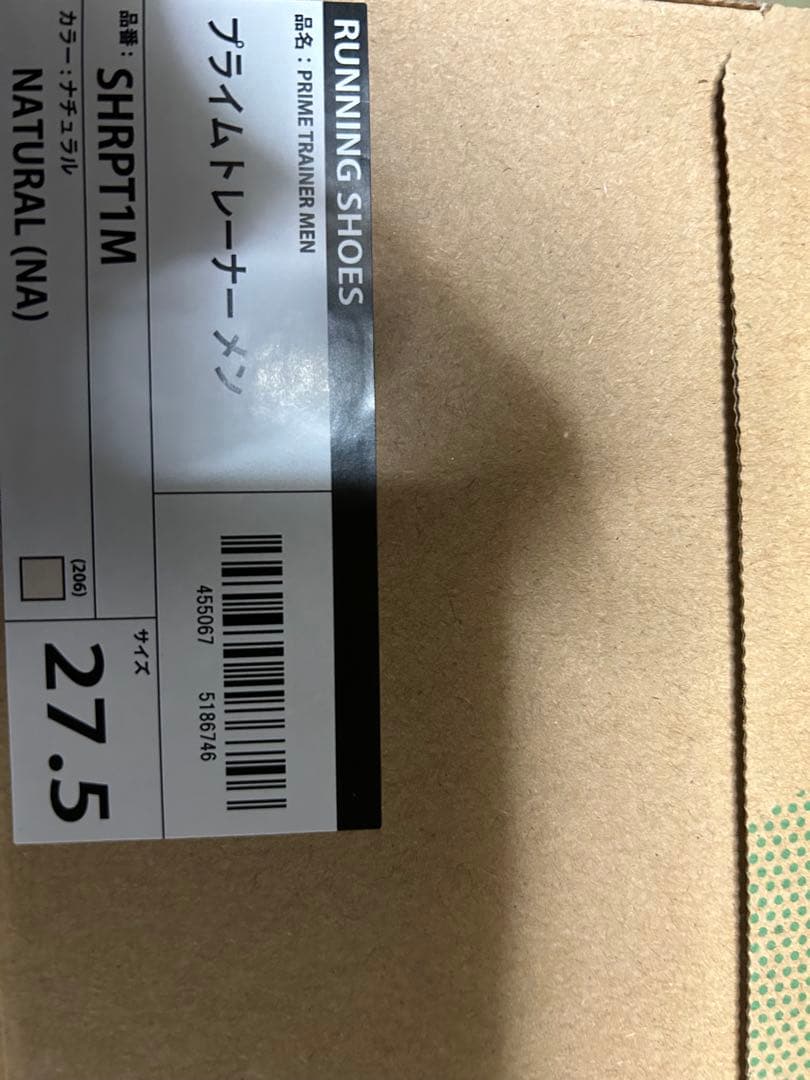 RUNNING SHOES
品名：PRIME TRAINER MEN
プライムトレーナー メン
455067 5186746
品番：SHRPT1M
カラー：ナチュラル
(206)
NATURAL (NA)
サイズ
27.5